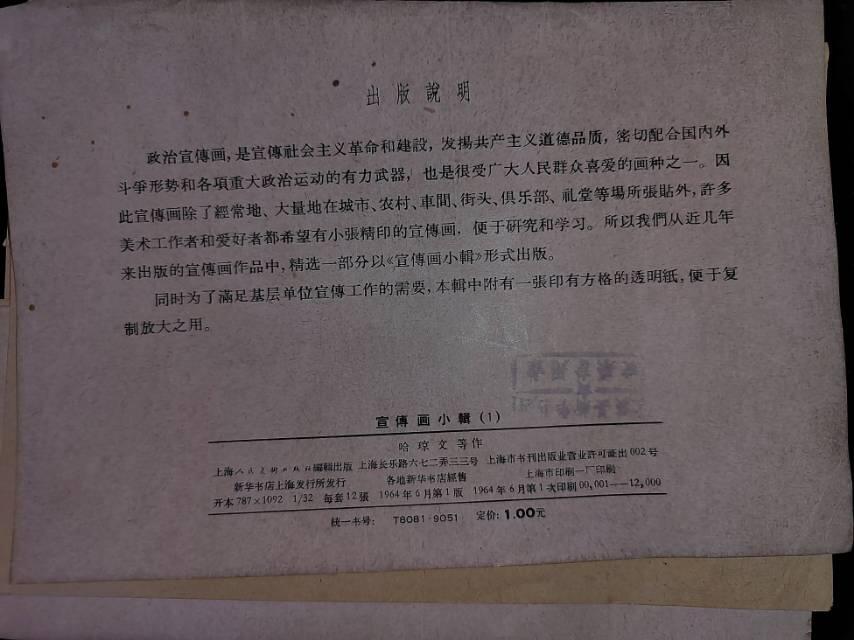 出版說明
政治宣傳画，是宣傳社会主义革命和建設，发揚共产主义道德品质，密切配合国内外
斗爭形势和各項重大政治运动的有力武器，也是很受广大人民群众喜爱的画种之一。因
此宣傳画除了經常地、大量地在城市、农村、車間、街头、俱乐部、礼堂等場所張貼外，許多
美术工作者和爱好者都希望有小張精印的宣傳画，便于研究和学习。所以我們从近几年
来出版的宣傳画作品中，精选一部分以《宣傳画小輯》形式出版。
同时为了滿足基层单位宣傳工作的需要，本輯中附有一張印有方格的透明紙，便于复
制放大之用。
宣傳画小輯（1）
哈琼文等作
上海人民美术出版社編輯出版 上海长乐路六七二弄三三号 上海市书刊出版业营业許可証出002号
新华书店上海发行所发行 各地新华书店經售 上海市印刷一厂印刷
开本787×1092 1/32 每套12張 1964年6月第1版 1964年6月第1次印刷 00,001——12,000
統一书号：T8081·9051 定价：1.00元